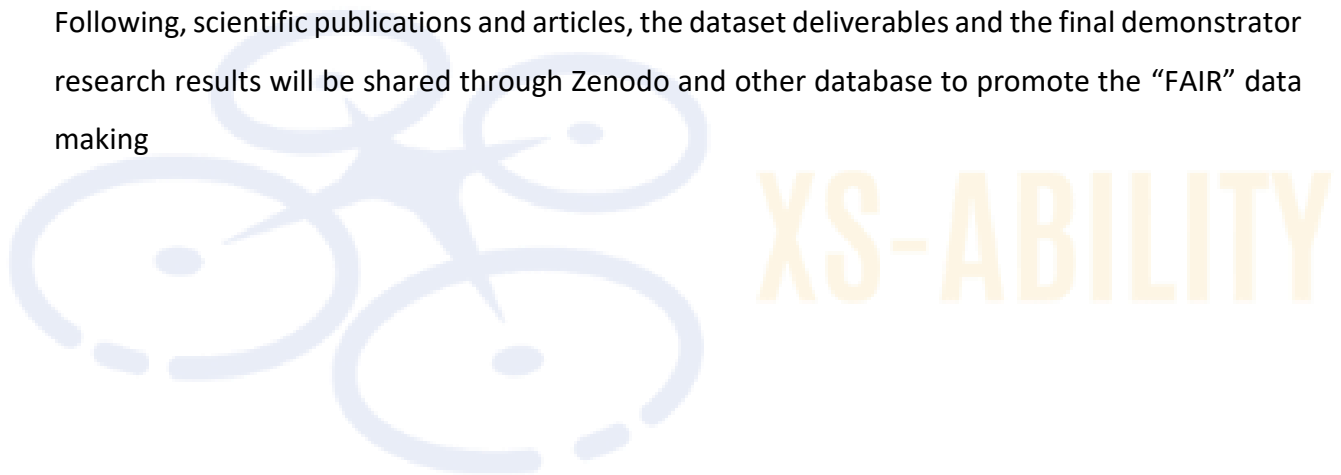 Following, scientific publications and articles, the dataset deliverables and the final demonstrator
research results will be shared through Zenodo and other database to promote the “FAIR” data
making
XS-ABILITY